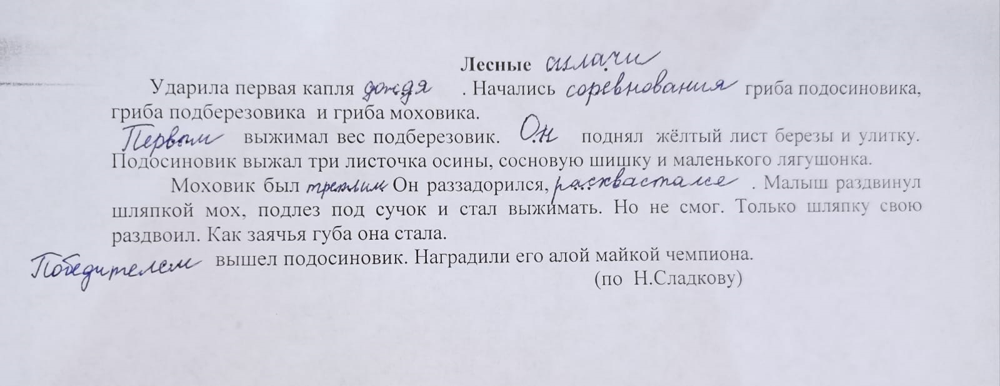 Лесные силачи
Ударила первая капля дождя . Начались соревнования гриба подосиновика,
гриба подберезовика и гриба моховика.
Первым выжимал вес подберезовик. Он поднял жёлтый лист березы и улитку.
Подосиновик выжал три листочка осины, сосновую шишку и маленького лягушонка.
Моховик был третьим. Он раззадорился, расхвастался . Малыш раздвинул
шляпкой мох, подлез под сучок и стал выжимать. Но не смог. Только шляпку свою
раздвоил. Как заячья губа она стала.
Победителем вышел подосиновик. Наградили его алой майкой чемпиона.
(по Н.Сладкову)